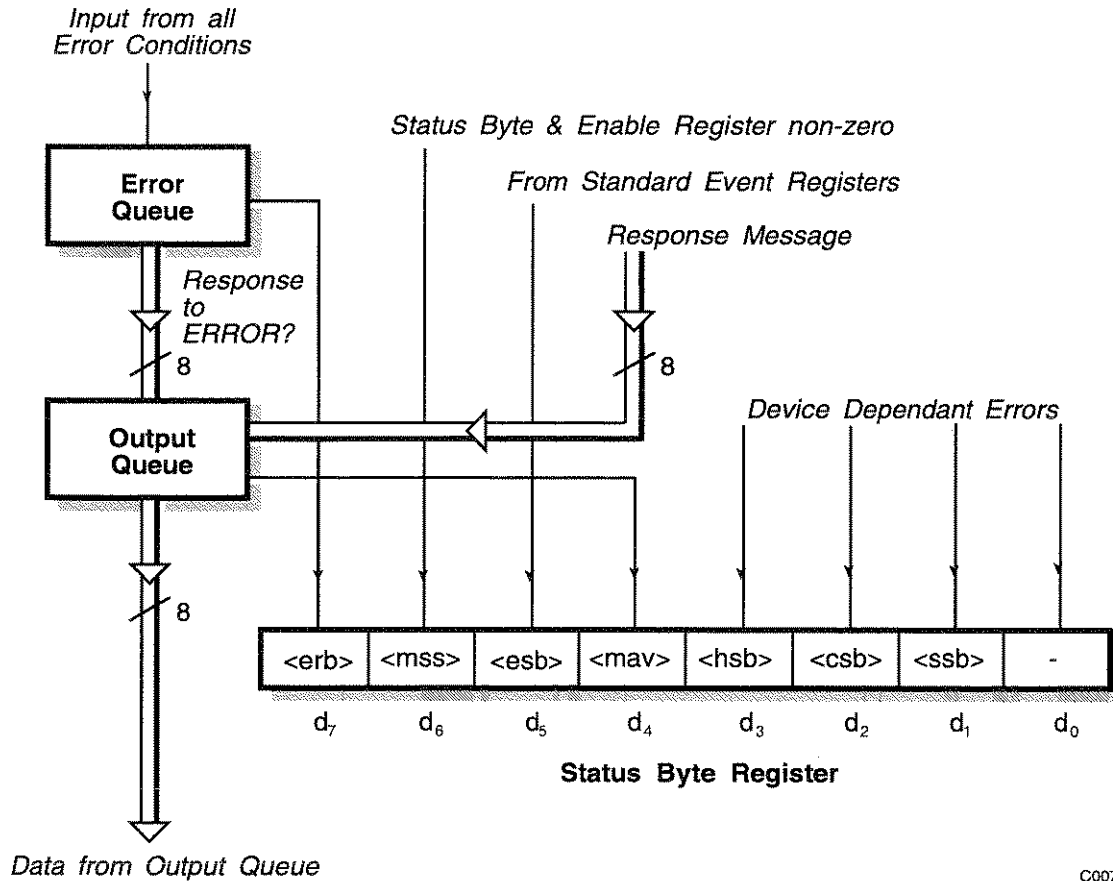 Input from all
Error Conditions
Status Byte & Enable Register non-zero
Error
Queue
From Standard Event Registers
Response Message
Response
to
ERROR?
8
8
Device Dependant Errors
Output
Queue
8
<erb> <mss> <esb> <mav> <hsb> <csb> <ssb> -
d₇ d₆ d₅ d₄ d₃ d₂ d₁ d₀
Status Byte Register
Data from Output Queue
C007